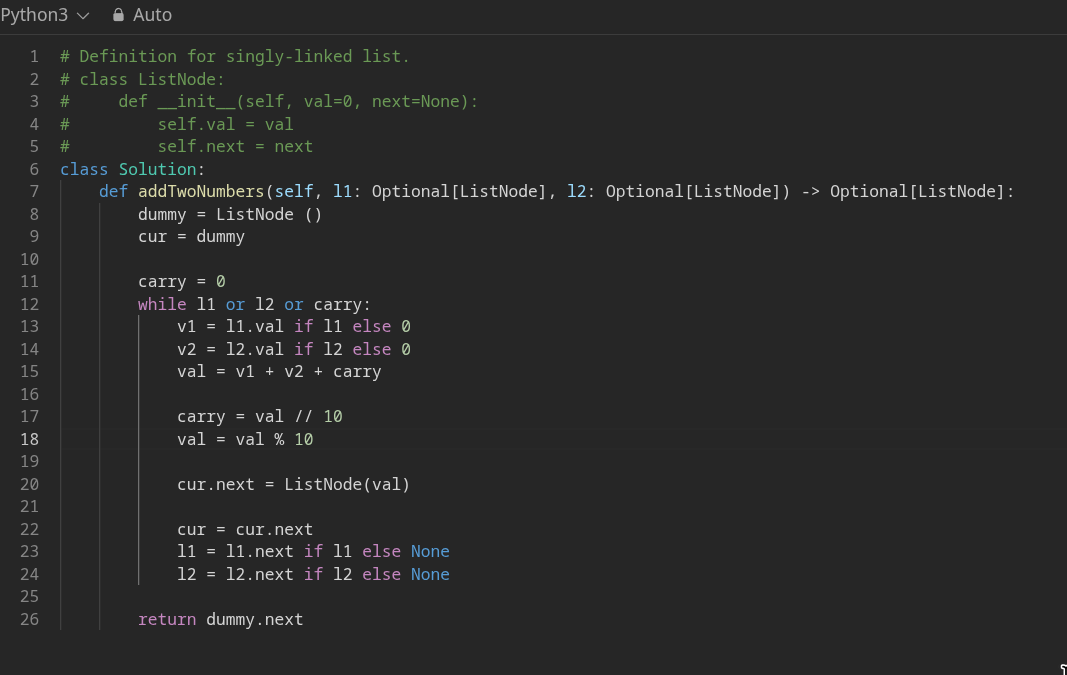 Python3 Auto
1 # Definition for singly-linked list.
2 # class ListNode:
3 #     def __init__(self, val=0, next=None):
4 #         self.val = val
5 #         self.next = next
6 class Solution:
7     def addTwoNumbers(self, l1: Optional[ListNode], l2: Optional[ListNode]) -> Optional[ListNode]:
8         dummy = ListNode ()
9         cur = dummy
10
11         carry = 0
12         while l1 or l2 or carry:
13             v1 = l1.val if l1 else 0
14             v2 = l2.val if l2 else 0
15             val = v1 + v2 + carry
16
17             carry = val // 10
18             val = val % 10
19
20             cur.next = ListNode(val)
21
22             cur = cur.next
23             l1 = l1.next if l1 else None
24             l2 = l2.next if l2 else None
25
26         return dummy.next